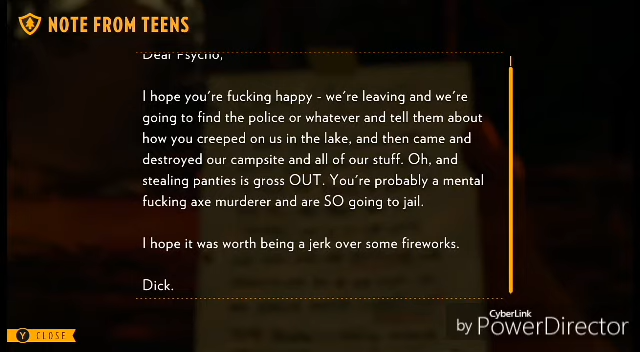 NOTE FROM TEENS
Dear Psycho,
I hope you're fucking happy - we're leaving and we're
going to find the police or whatever and tell them about
how you creeped on us in the lake, and then came and
destroyed our campsite and all of our stuff. Oh, and
stealing panties is gross OUT. You're probably a mental
fucking axe murderer and are SO going to jail.
I hope it was worth being a jerk over some fireworks.
Dick.
Y CLOSE
CyberLink
by PowerDirector